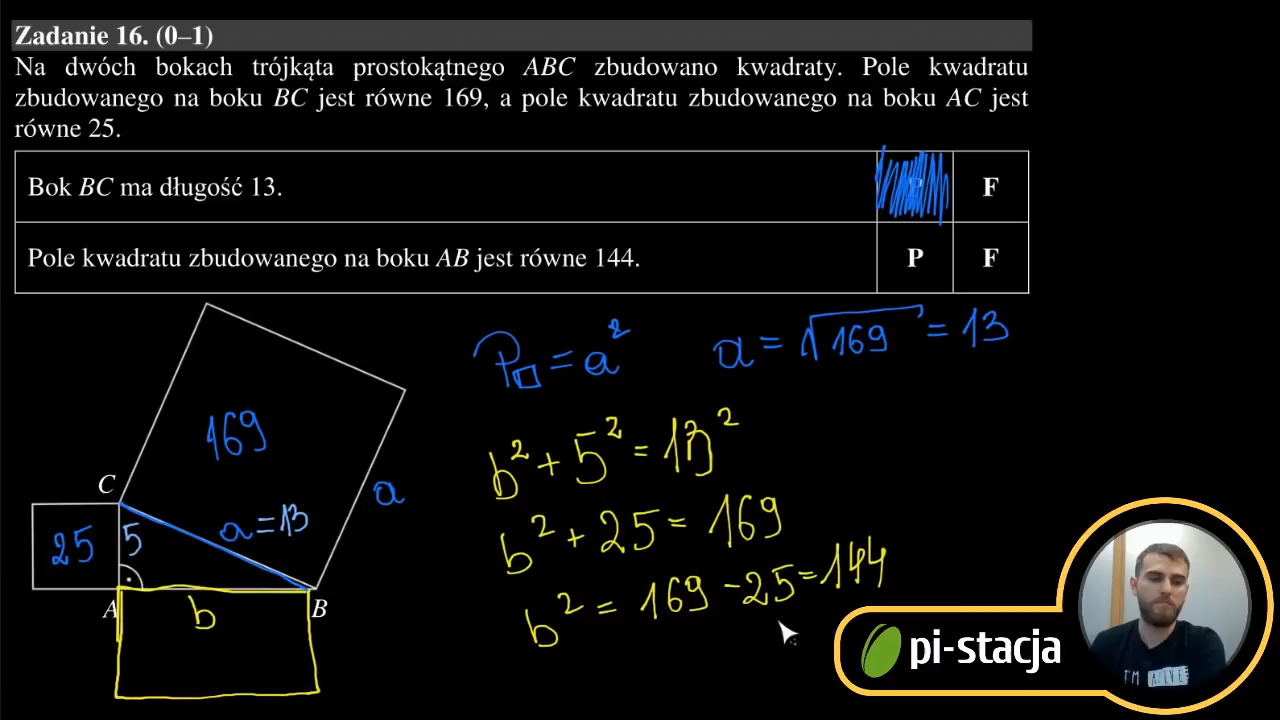 Zadanie 16. (0–1)
Na dwóch bokach trójkąta prostokątnego ABC zbudowano kwadraty. Pole kwadratu
zbudowanego na boku BC jest równe 169, a pole kwadratu zbudowanego na boku AC jest
równe 25.
Bok BC ma długość 13.
F
Pole kwadratu zbudowanego na boku AB jest równe 144.
P
F
P□ = a²
a = √169 = 13
169
b² + 5² = 13²
C
a
25
5
a = 13
b² + 25 = 169
b² = 169 - 25 = 144
A
b
B
pi-stacja
I'M